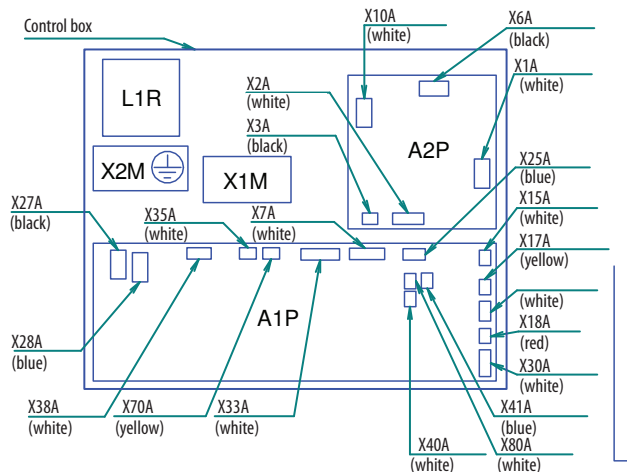 Control box
X10A
(white)
X6A
(black)
X1A
(white)
L1R
X2A
(white)
X3A
(black)
A2P
X2M
X1M
X25A
(blue)
X27A
(black)
X35A
(white)
X7A
(white)
X15A
(white)
X17A
(yellow)
(white)
A1P
X18A
(red)
X28A
(blue)
X30A
(white)
X38A
(white)
X70A
(yellow)
X33A
(white)
X41A
(blue)
X40A
(white)
X80A
(white)